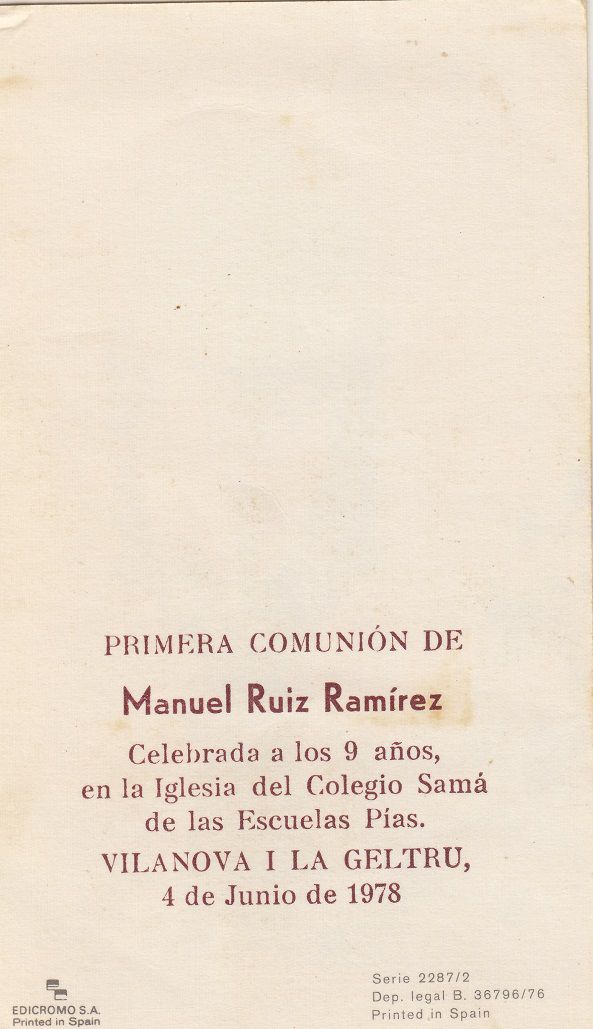 PRIMERA COMUNIÓN DE
Manuel Ruiz Ramírez
Celebrada a los 9 años,
en la Iglesia del Colegio Samá
de las Escuelas Pías.
VILANOVA I LA GELTRU,
4 de Junio de 1978
EDICROMO S.A.
Printed in Spain
Serie 2287/2
Dep. legal B. 36796/76
Printed in Spain